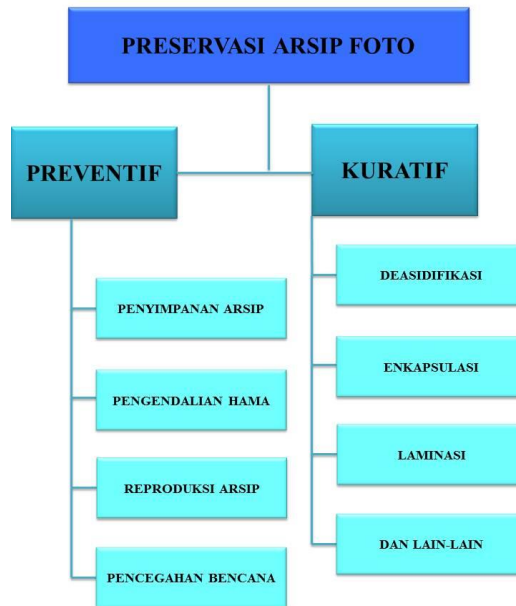 PRESERVASI ARSIP FOTO
PREVENTIF
PENYIMPANAN ARSIP
PENGENDALIAN HAMA
REPRODUKSI ARSIP
PENCEGAHAN BENCANA
KURATIF
DEASIDIFIKASI
ENKAPSULASI
LAMINASI
DAN LAIN-LAIN